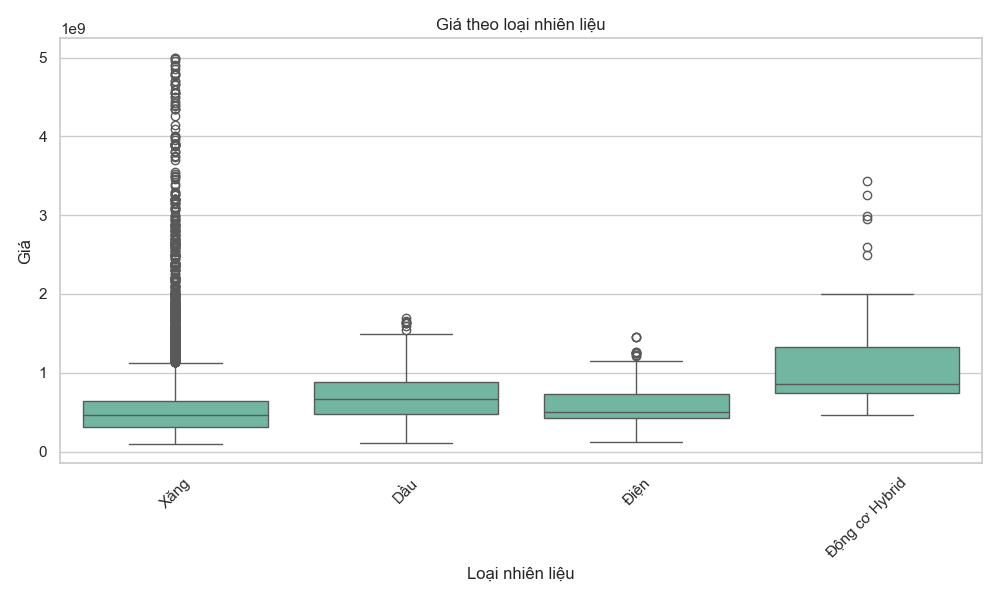 Giá theo loại nhiên liệu
1e9
5
4
3
2
1
0
Giá
Xăng
Dầu
Điện
Động cơ Hybrid
Loại nhiên liệu